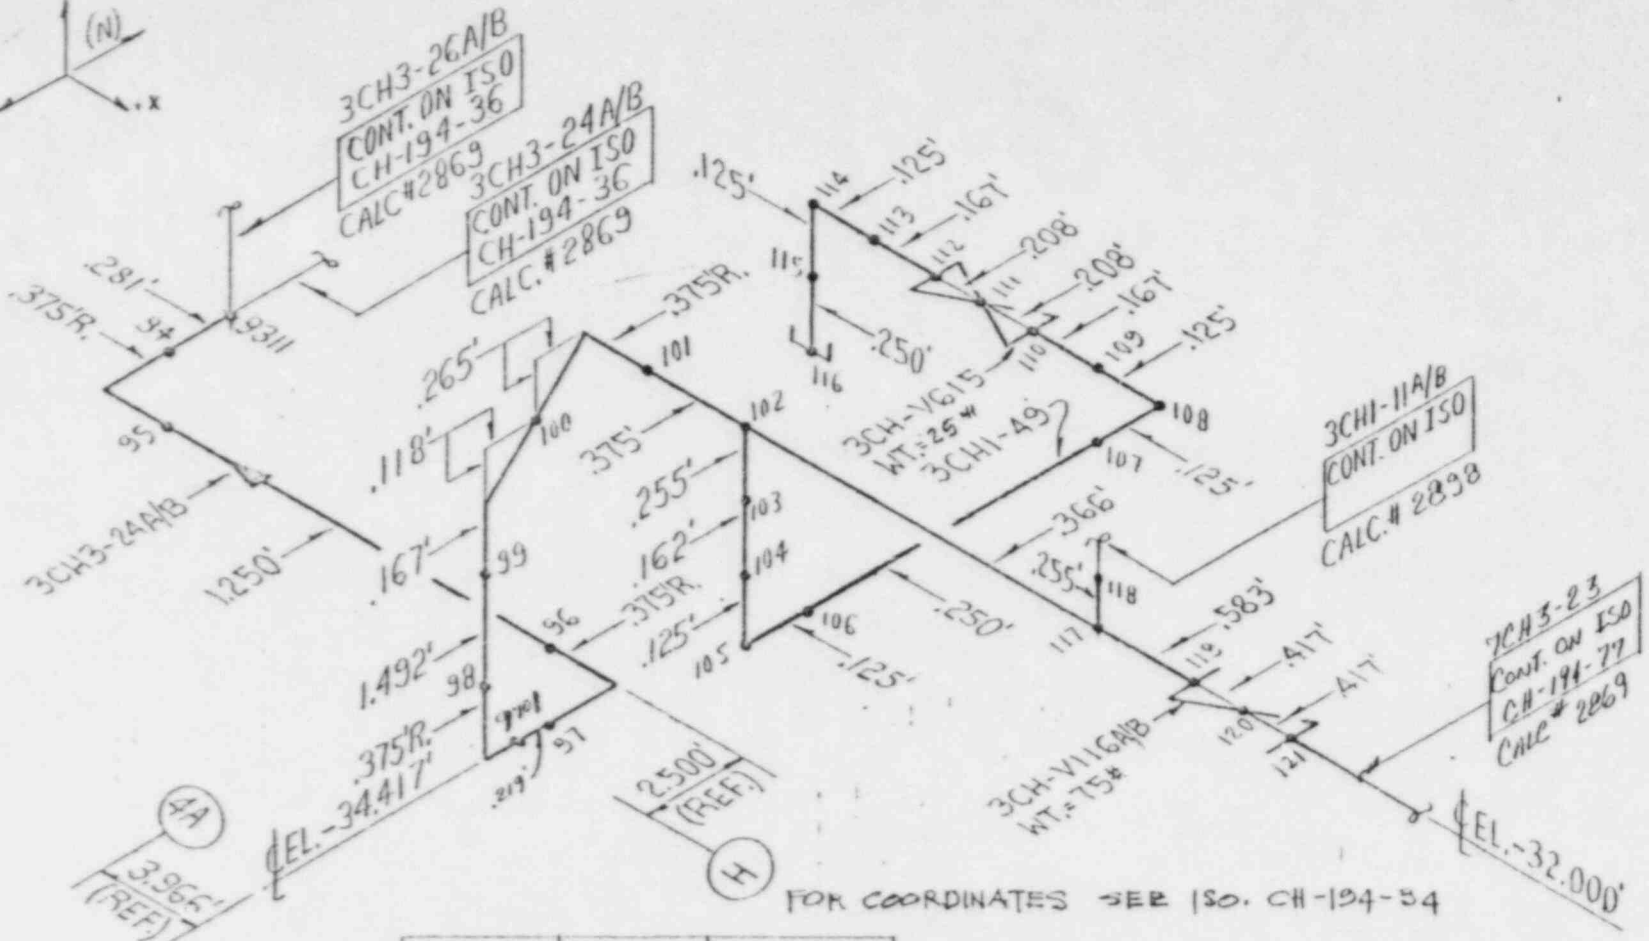 (N)
X
3CH3-26A/B
CONT. ON ISO
CH-194-36
CALC#2869
3CH3-24A/B
CONT. ON ISO
CH-194-36
CALC.#2869
.281'
.375'R.
94
9311
95
3CH3-24A/B
1.250'
.265'
.118'
.375'R.
101
100
.375'
102
.255'
103
.162'
104
.125'
105
106
.125'
.250'
.167'
99
1.492'
98
.375'R.
96
.375'R.
97
.219'
₵EL.-34.417'
4A
3.966'
(REF.)
2.500'
(REF.)
H
.125'
114
.125'
113
.167'
112
.208'
111
.208'
110
.167'
109
.125'
108
107
.125'
115
.250'
116
3CH-V615
WT.=25#
3CH1-49
3CH1-11A/B
CONT. ON ISO
CALC.# 2898
.366'
.255'
118
117
.583'
119
.417'
120
.417'
121
3CH-V116A/B
WT.=75#
7CH3-23
CONT. ON ISO
CH-194-77
CALC# 2869
₵EL.-32.000'
FOR COORDINATES SEE ISO. CH-194-34